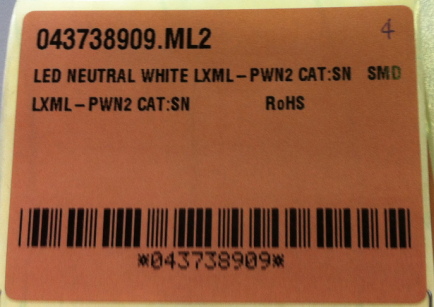 043738909.ML2 4
LED NEUTRAL WHITE LXML-PWN2 CAT:SN SMD
LXML-PWN2 CAT:SN RoHS
*043738909*